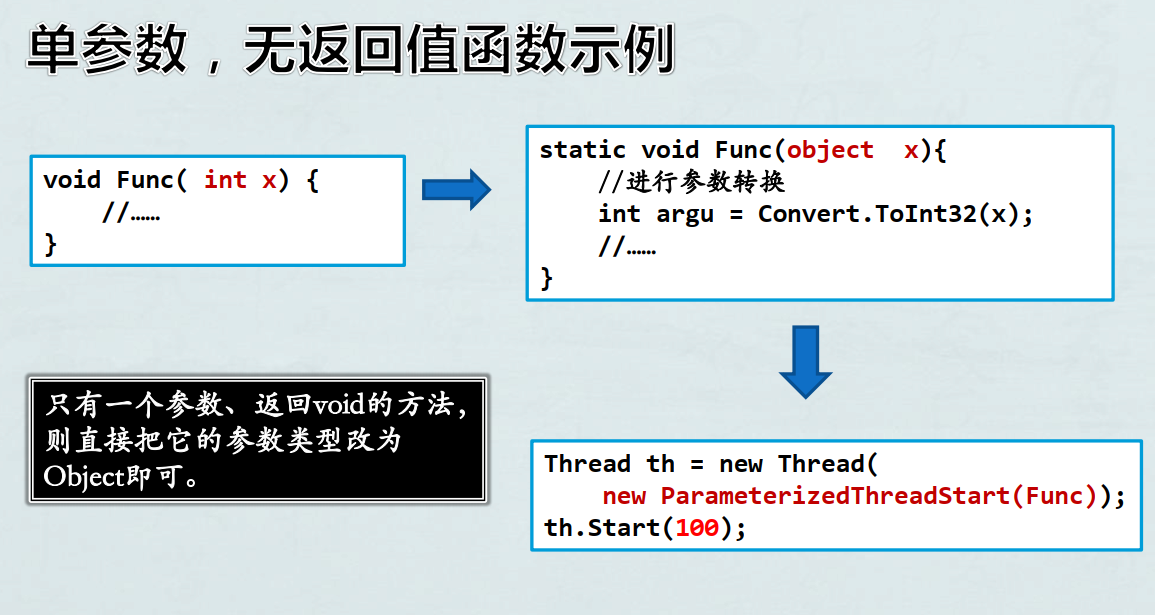 单参数，无返回值函数示例
void Func( int x) {
//……
}
static void Func(object  x){
//进行参数转换
int argu = Convert.ToInt32(x);
//……
}
只有一个参数、返回void的方法，
则直接把它的参数类型改为
Object即可。
Thread th = new Thread(
new ParameterizedThreadStart(Func));
th.Start(100);